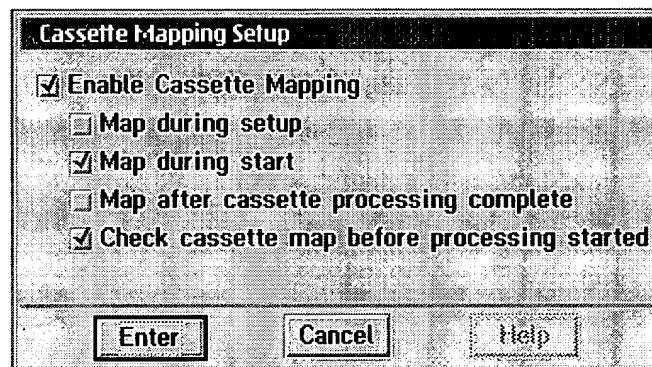 Cassette Mapping Setup
Enable Cassette Mapping
Map during setup
Map during start
Map after cassette processing complete
Check cassette map before processing started
Enter Cancel Help